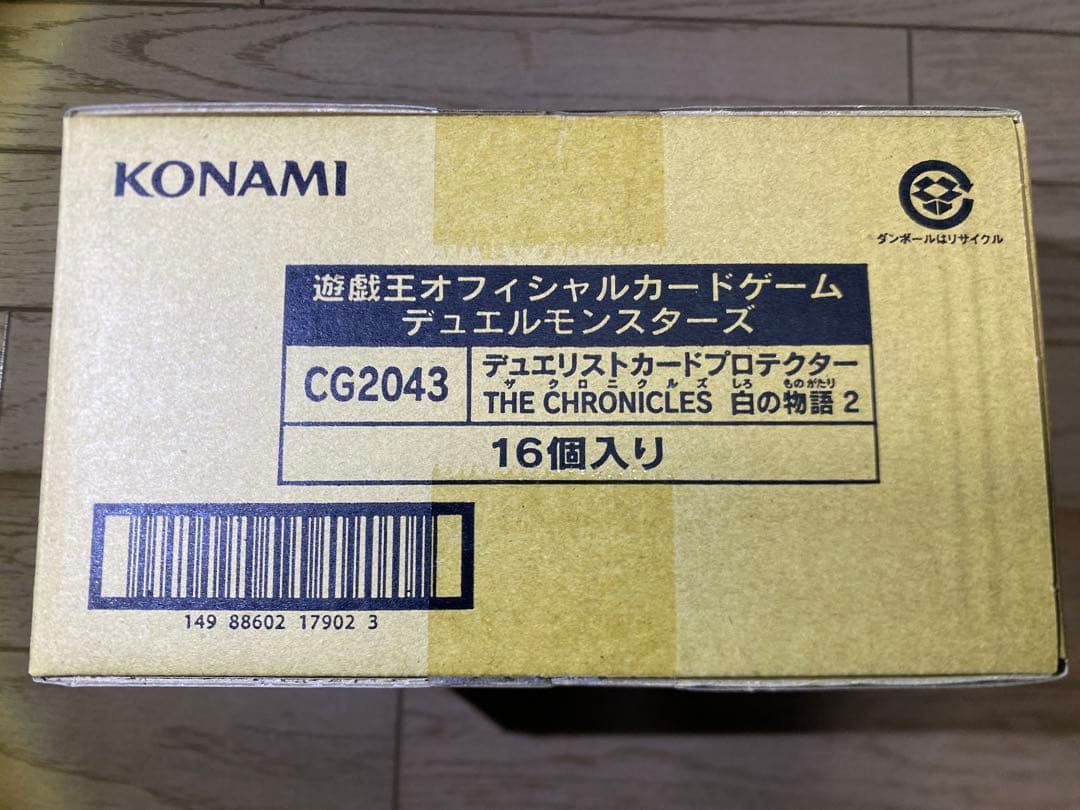 KONAMI
ダンボールはリサイクル
遊戯王オフィシャルカードゲーム
デュエルモンスターズ
CG2043
デュエリストカードプロテクター
ザ クロニクルズ しろ ものがたり
THE CHRONICLES 白の物語 2
16個入り
149 88602 17902 3